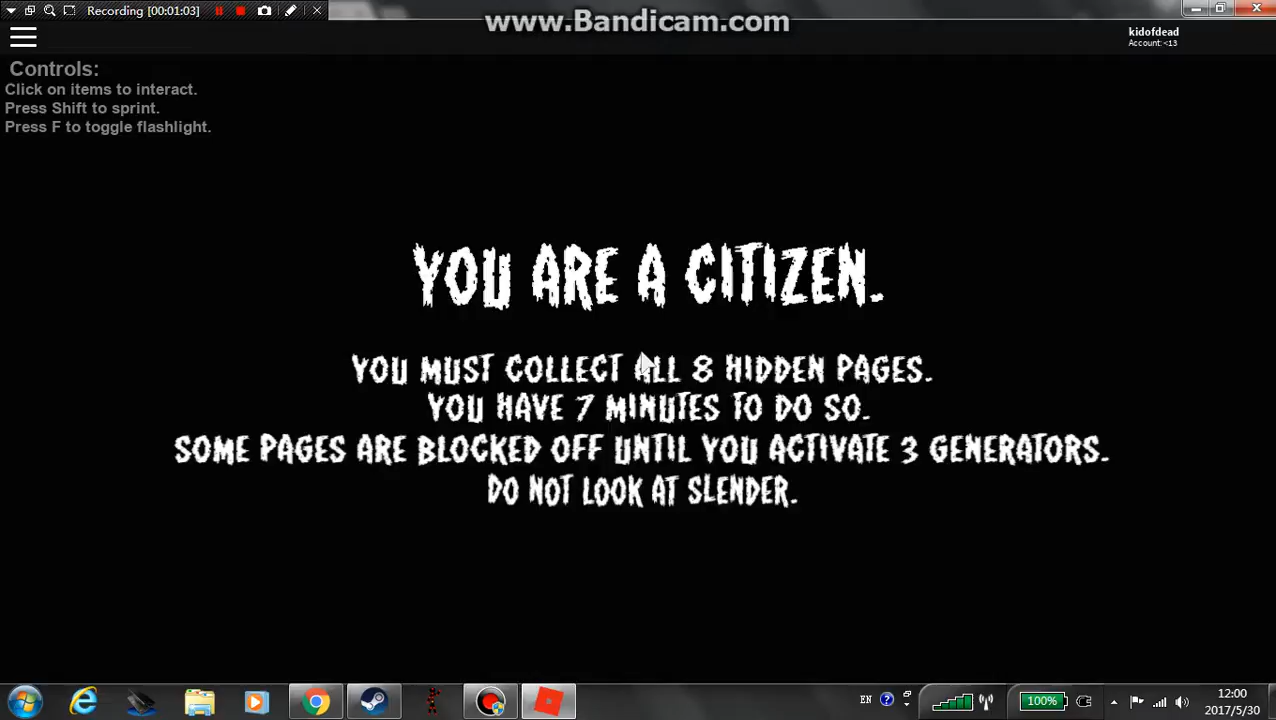 Recording [00:01:03]
www.Bandicam.com
kidofdead
Account: <13
Controls:
Click on items to interact.
Press Shift to sprint.
Press F to toggle flashlight.
YOU ARE A CITIZEN.
YOU MUST COLLECT ALL 8 HIDDEN PAGES.
YOU HAVE 7 MINUTES TO DO SO.
SOME PAGES ARE BLOCKED OFF UNTIL YOU ACTIVATE 3 GENERATORS.
DO NOT LOOK AT SLENDER.
EN
100%
12:00
2017/5/30